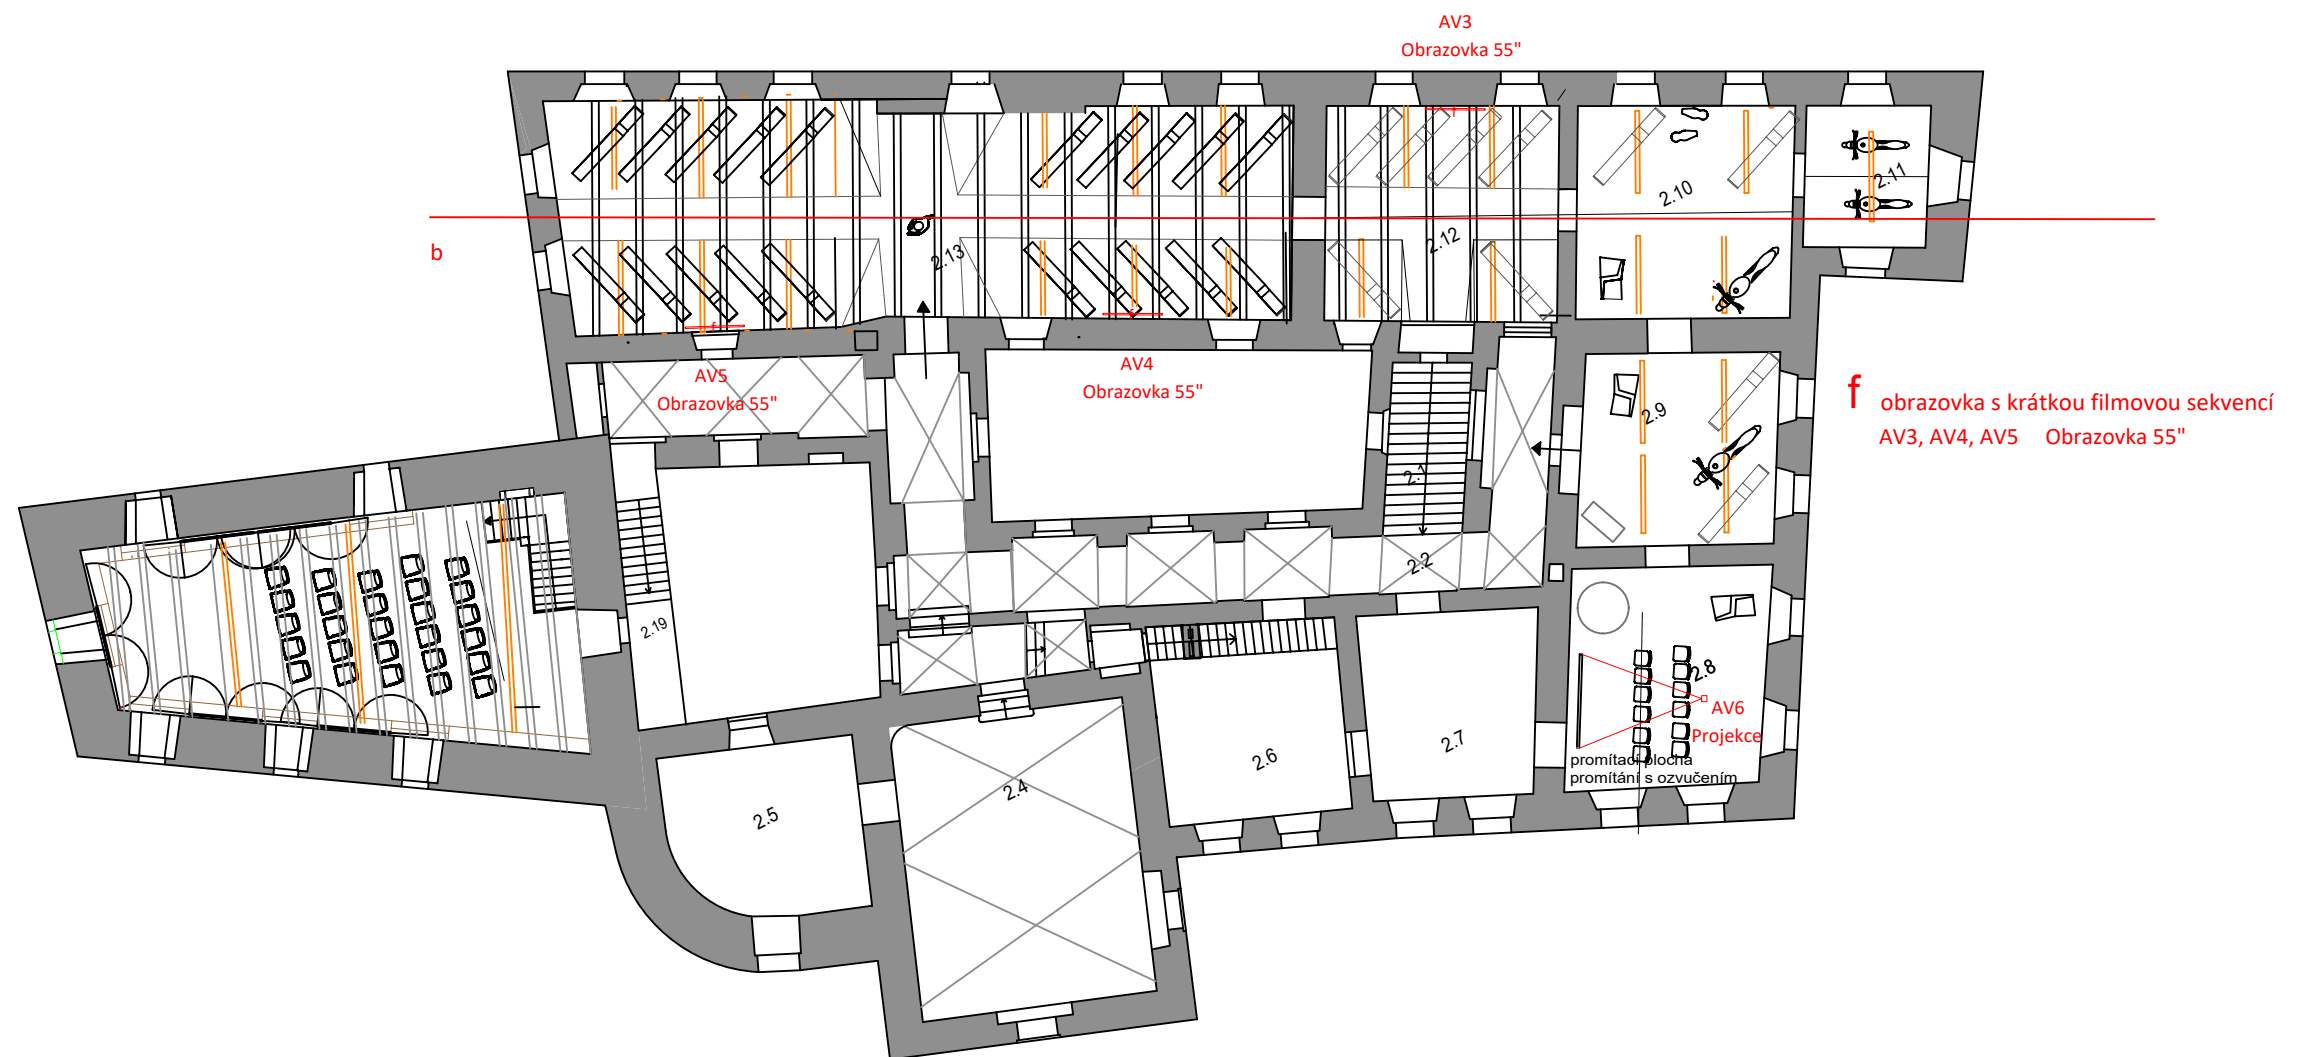 AV3
Obrazovka 55"
2.11
2.10
b
2.12
2.13
AV5
Obrazovka 55"
AV4
Obrazovka 55"
f
obrazovka s krátkou filmovou sekvencí
AV3, AV4, AV5 Obrazovka 55"
2.9
2.1
2.2
2.19
2.8
AV6
Projekce
promítací plocha
promítání s ozvučením
2.7
2.6
2.4
2.5